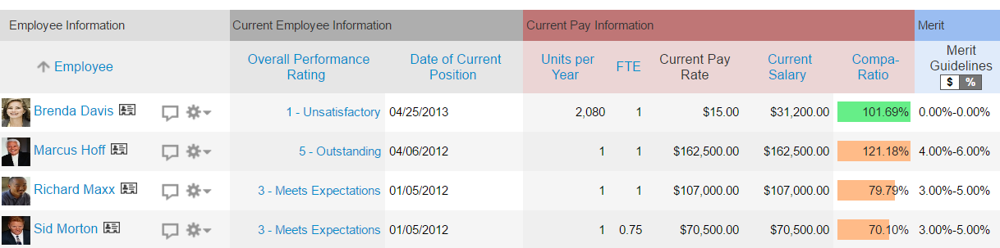 Employee Information Current Employee Information Current Pay Information Merit
Employee Overall Performance Rating Date of Current Position Units per Year FTE Current Pay Rate Current Salary Compa-Ratio Merit Guidelines $ %
Brenda Davis 1 - Unsatisfactory 04/25/2013 2,080 1 $15.00 $31,200.00 101.69% 0.00%-0.00%
Marcus Hoff 5 - Outstanding 04/06/2012 1 1 $162,500.00 $162,500.00 121.18% 4.00%-6.00%
Richard Maxx 3 - Meets Expectations 01/05/2012 1 1 $107,000.00 $107,000.00 79.79% 3.00%-5.00%
Sid Morton 3 - Meets Expectations 01/05/2012 1 0.75 $70,500.00 $70,500.00 70.10% 3.00%-5.00%